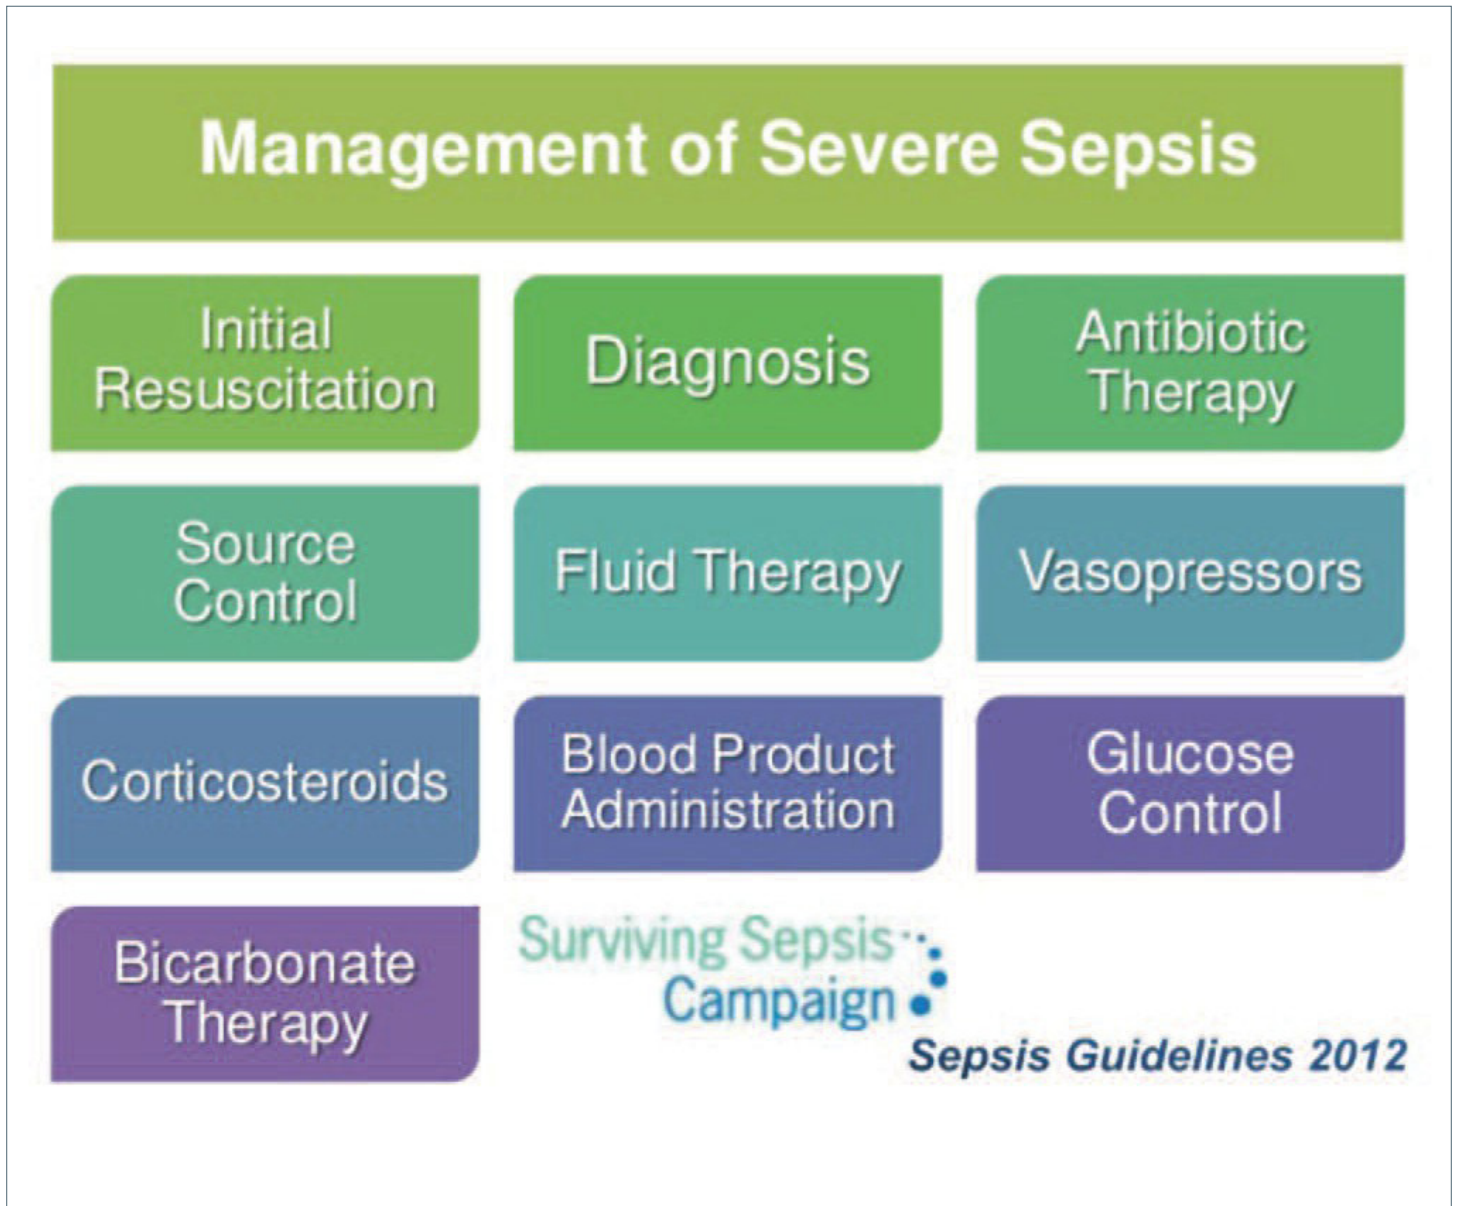 Management of Severe Sepsis
Initial
Resuscitation
Diagnosis
Antibiotic
Therapy
Source
Control
Fluid Therapy
Vasopressors
Corticosteroids
Blood Product
Administration
Glucose
Control
Bicarbonate
Therapy
Surviving Sepsis
Campaign
Sepsis Guidelines 2012